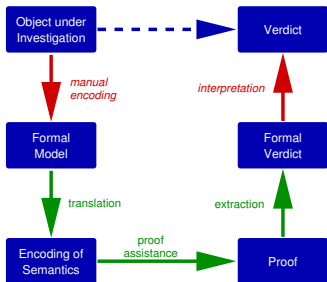 Object under
Investigation
Verdict
manual
encoding
interpretation
Formal
Model
Formal
Verdict
translation
extraction
proof
assistance
Encoding of
Semantics
Proof